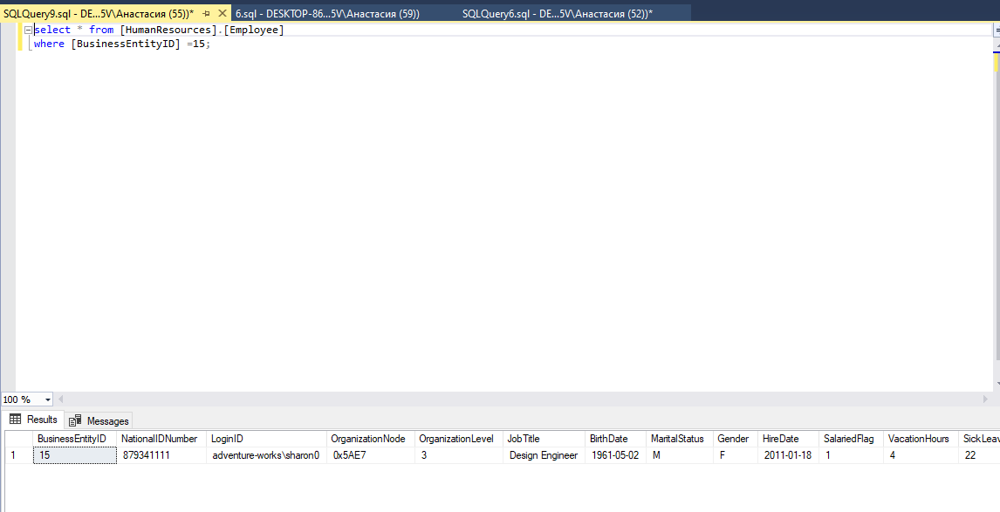 SQLQuery9.sql - DE...5V\Анастасия (55))* 6.sql - DESKTOP-86...5V\Анастасия (59)) SQLQuery6.sql - DE...5V\Анастасия (52))*
select * from [HumanResources].[Employee]
where [BusinessEntityID] =15;
100 %
Results Messages
BusinessEntityID NationalIDNumber LoginID OrganizationNode OrganizationLevel JobTitle BirthDate MaritalStatus Gender HireDate SalariedFlag VacationHours SickLeav
1 15 879341111 adventure-works\sharon0 0x5AE7 3 Design Engineer 1961-05-02 M F 2011-01-18 1 4 22